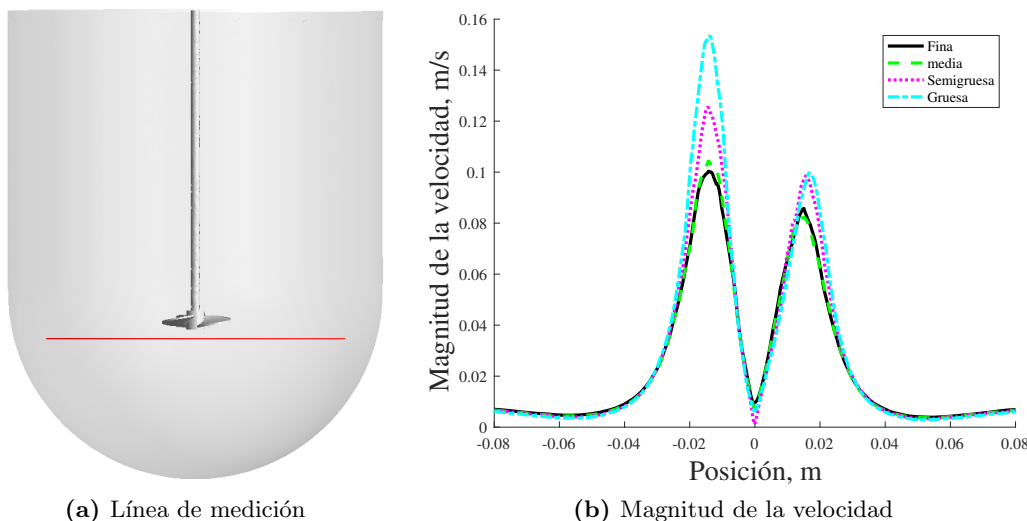 Magnitud de la velocidad, m/s
0.16
0.14
0.12
0.1
0.08
0.06
0.04
0.02
0
-0.08
-0.06
-0.04
-0.02
0
0.02
0.04
0.06
0.08
Posición, m
Fina
media
Semigruesa
Gruesa
(a) Línea de medición
(b) Magnitud de la velocidad